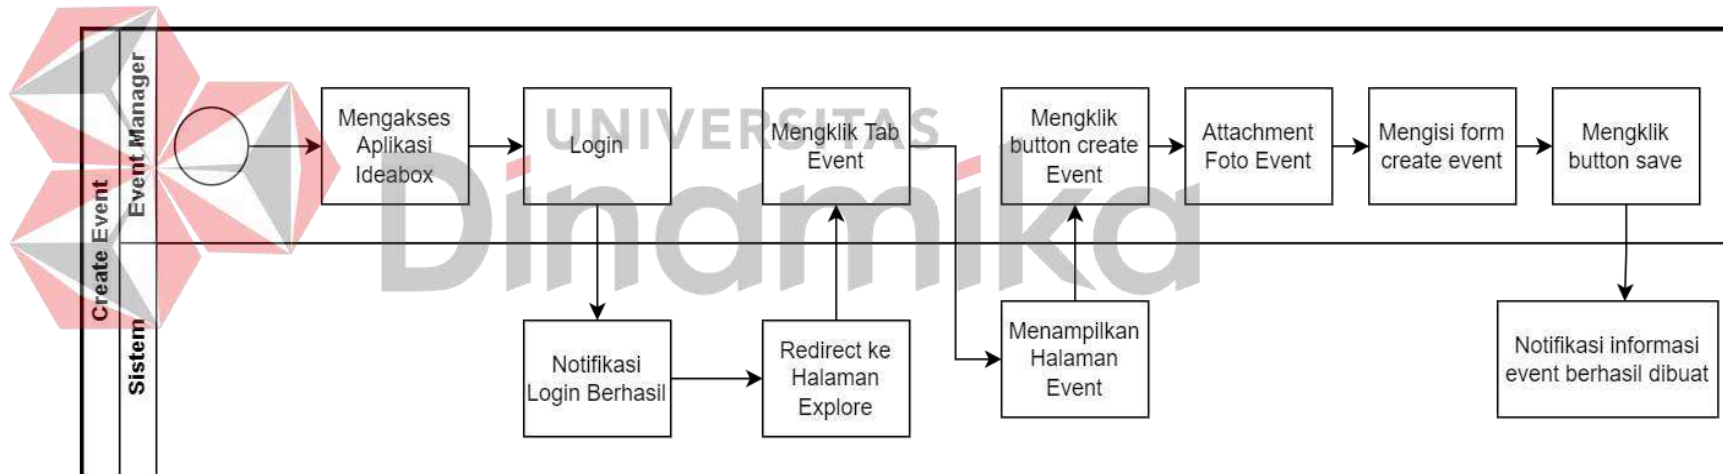 Create Event
Event Manager
Sistem
UNIVERSITAS
Dinamika
Mengakses
Aplikasi
Ideabox
Login
Mengklik Tab
Event
Mengklik
button create
Event
Attachment
Foto Event
Mengisi form
create event
Mengklik
button save
Notifikasi
Login Berhasil
Redirect ke
Halaman
Explore
Menampilkan
Halaman
Event
Notifikasi informasi
event berhasil dibuat